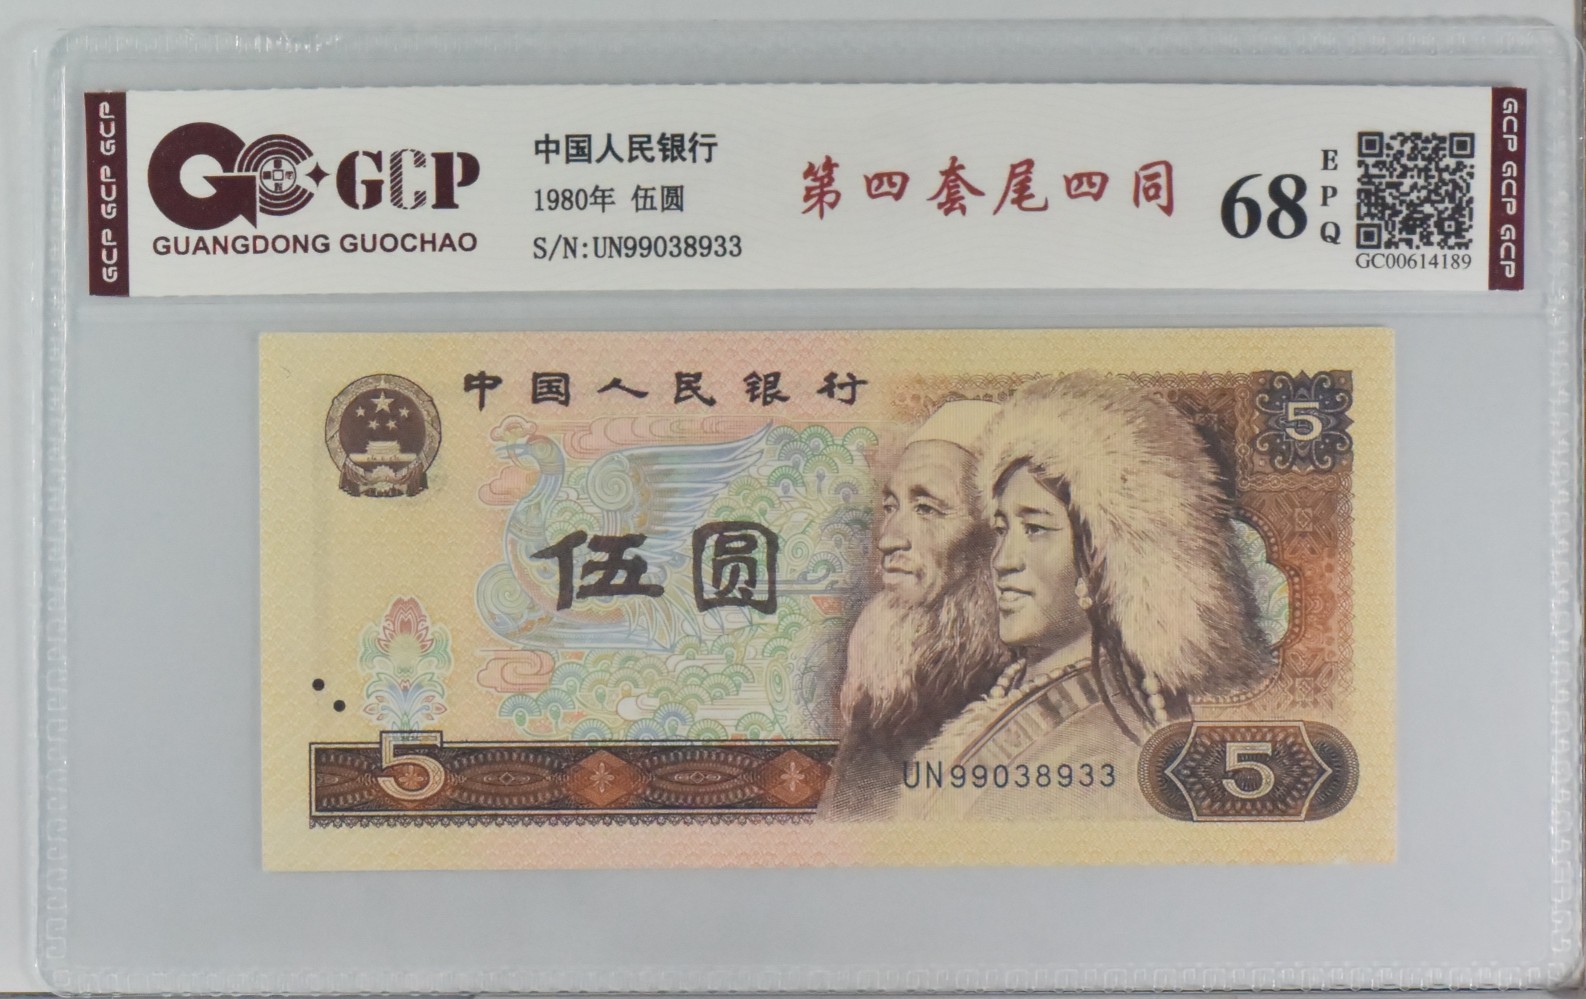 GCP GCP GCP
GCP
GUANGDONG GUOCHAO
中国人民银行
1980年 伍圆
S/N:UN99038933
第四套尾四同
68
EPQ
GC00614189
GCP GCP GCP
中国人民银行
5
伍圆
5
UN99038933
5